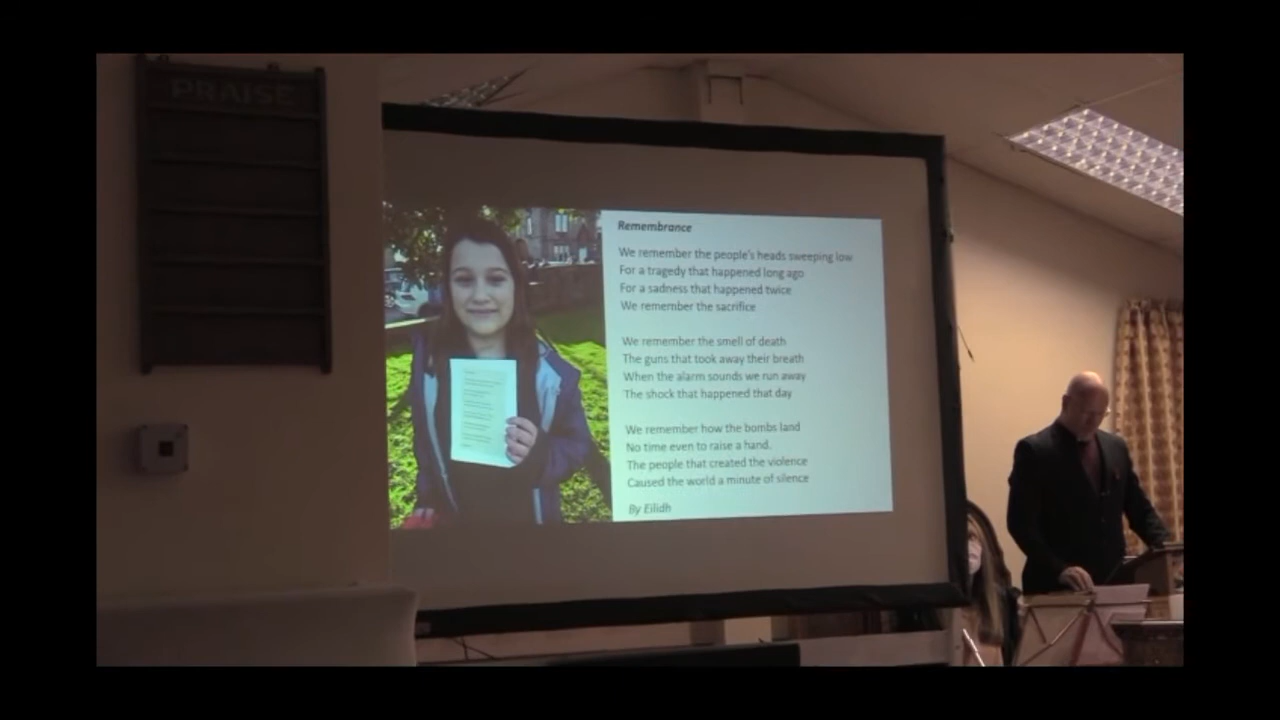 PRAISE
Remembrance
We remember the people's heads sweeping low
For a tragedy that happened long ago
For a sadness that happened twice
We remember the sacrifice
We remember the smell of death
The guns that took away their breath
When the alarm sounds we run away
The shock that happened that day
We remember how the bombs land
No time even to raise a hand.
The people that created the violence
Caused the world a minute of silence
By Eilidh